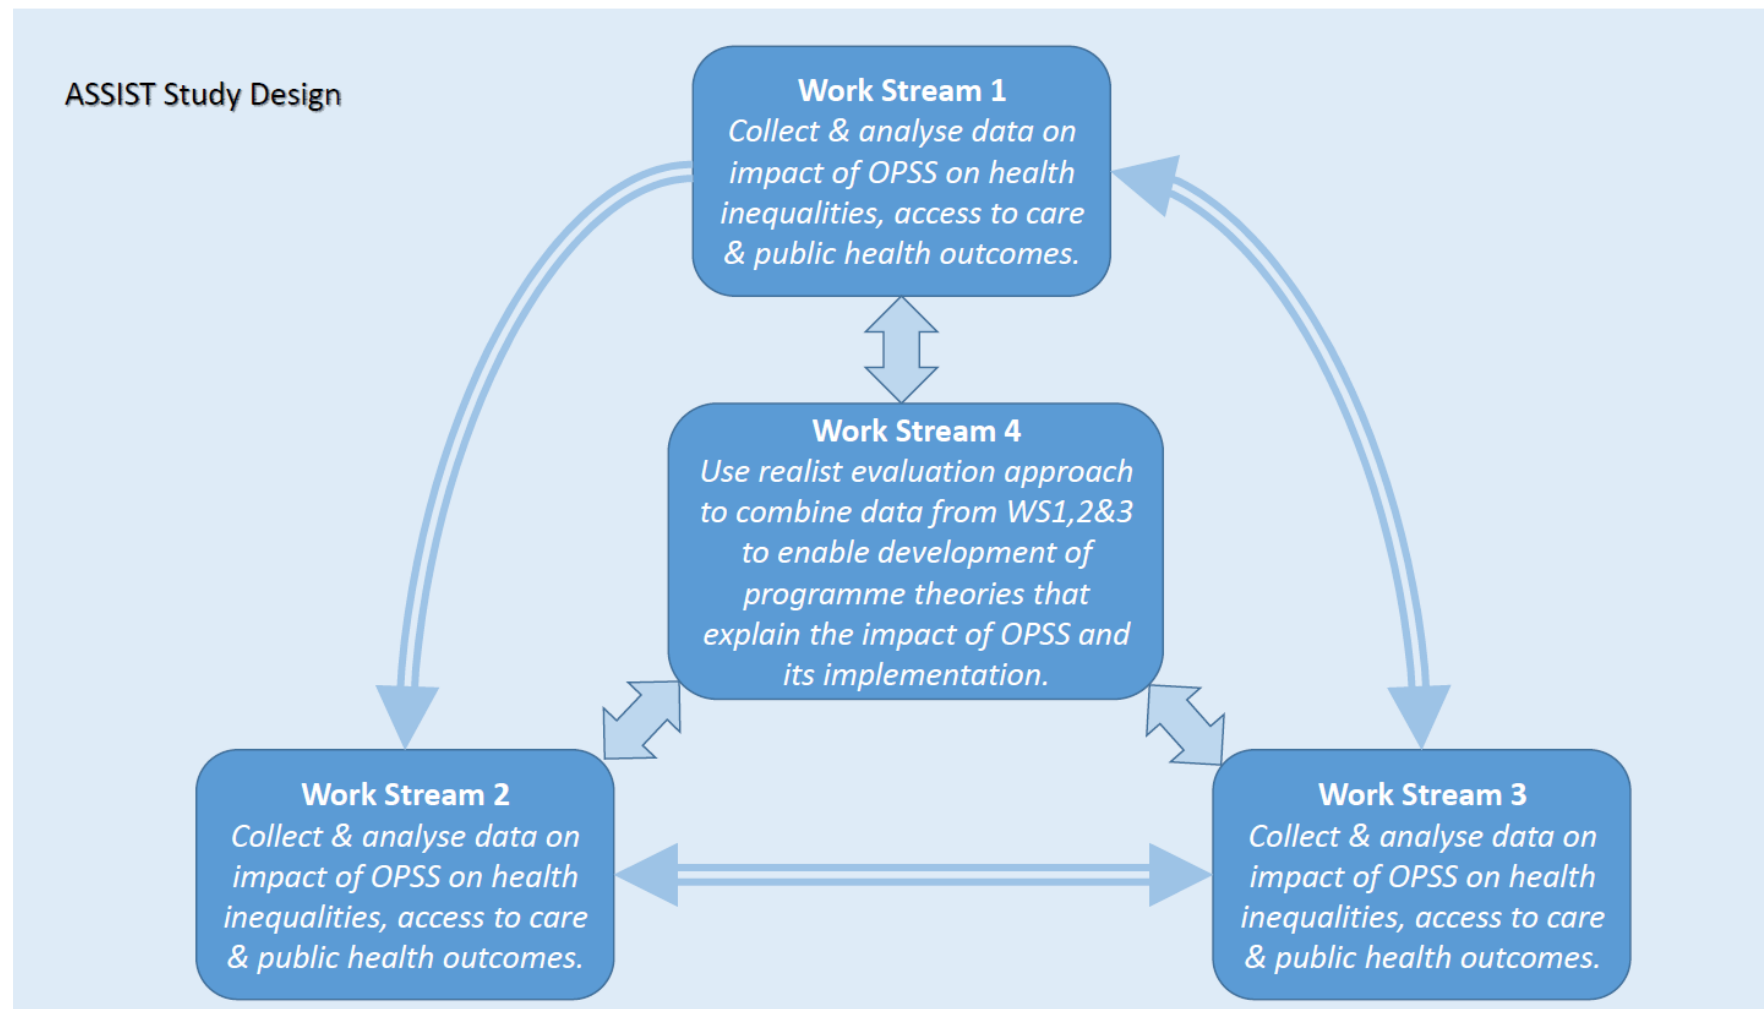 ASSIST Study Design
Work Stream 1
Collect & analyse data on
impact of OPSS on health
inequalities, access to care
& public health outcomes.
Work Stream 4
Use realist evaluation approach
to combine data from WS1,2&3
to enable development of
programme theories that
explain the impact of OPSS and
its implementation.
Work Stream 2
Collect & analyse data on
impact of OPSS on health
inequalities, access to care
& public health outcomes.
Work Stream 3
Collect & analyse data on
impact of OPSS on health
inequalities, access to care
& public health outcomes.